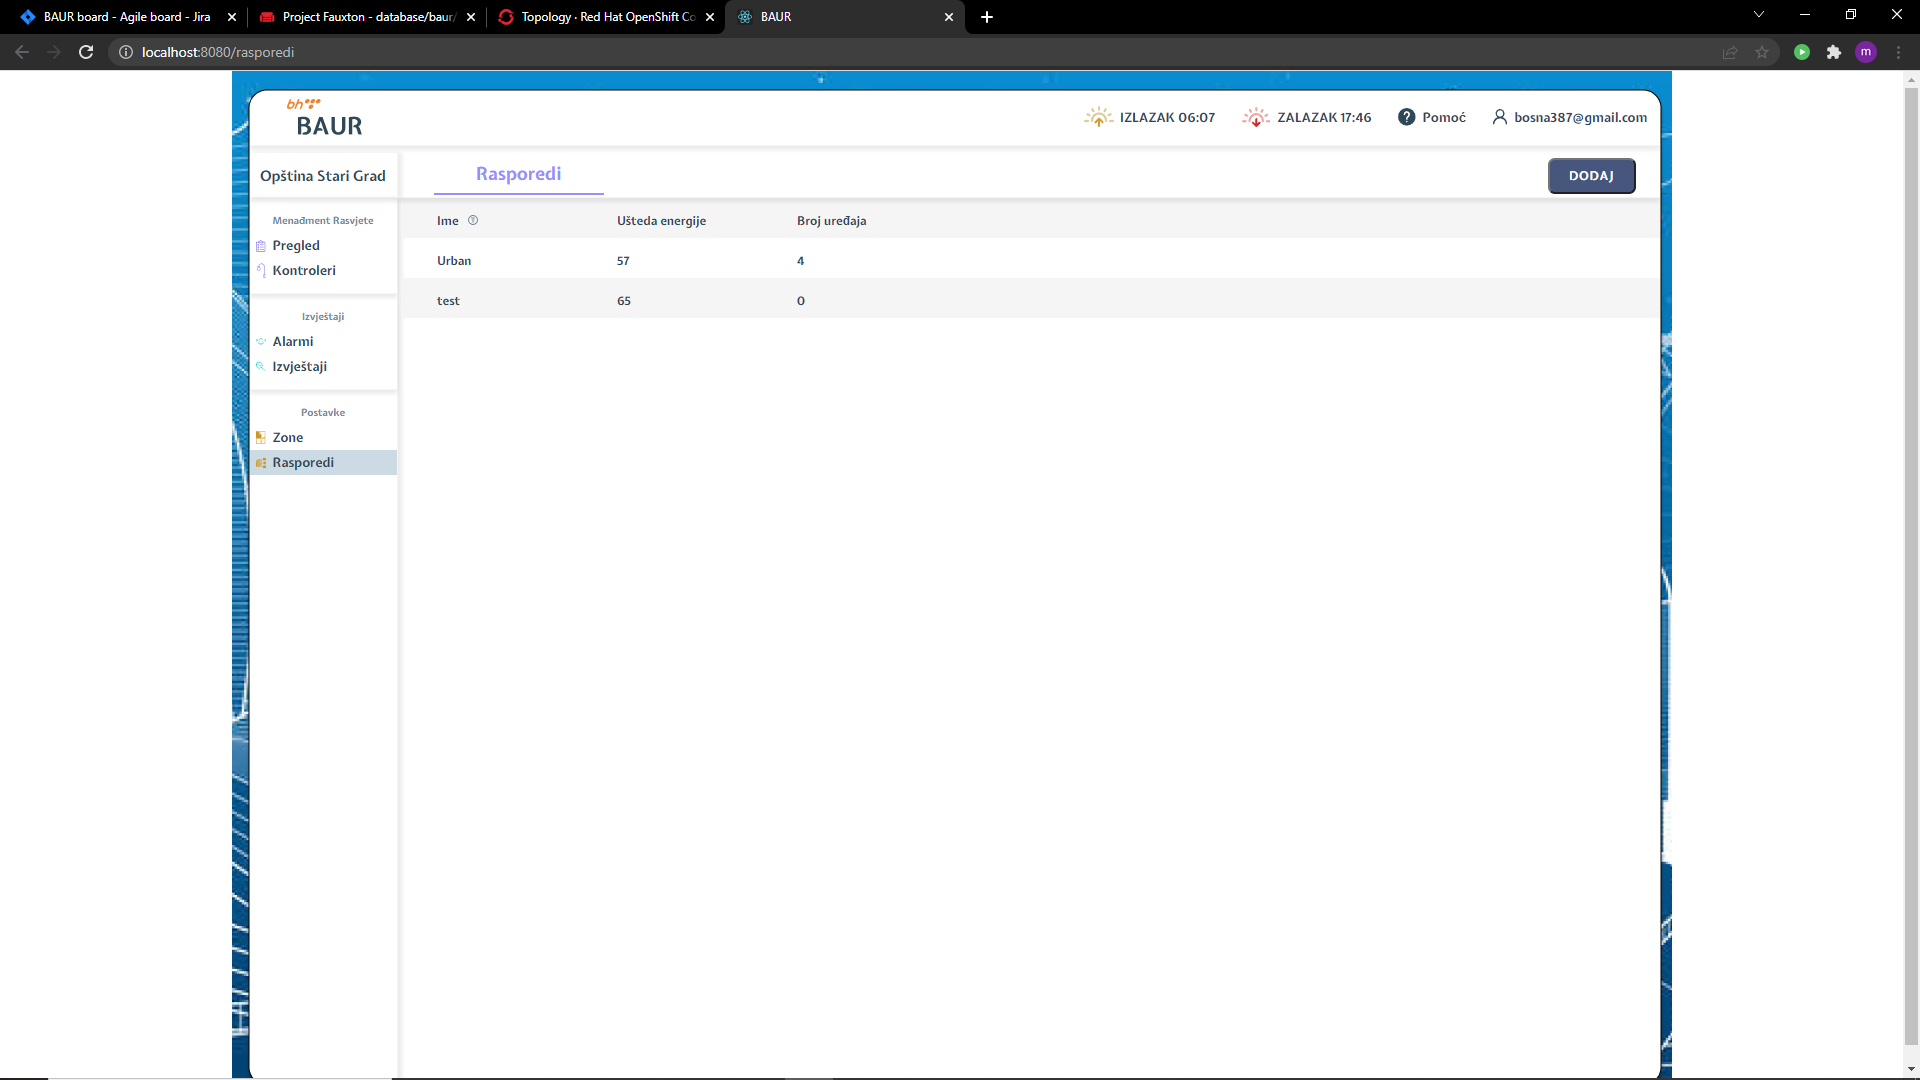 BAUR board - Agile board - Jira
Project Fauxton - database/baur/
Topology · Red Hat OpenShift Co
BAUR
localhost:8080/rasporedi
m
bh
BAUR
IZLAZAK 06:07
ZALAZAK 17:46
? Pomoć
bosna387@gmail.com
Opština Stari Grad
Rasporedi
DODAJ
Menađment Rasvjete
Pregled
Kontroleri
Izvještaji
Alarmi
Izvještaji
Postavke
Zone
Rasporedi
Ime Ušteda energije Broj uređaja
Urban 57 4
test 65 0